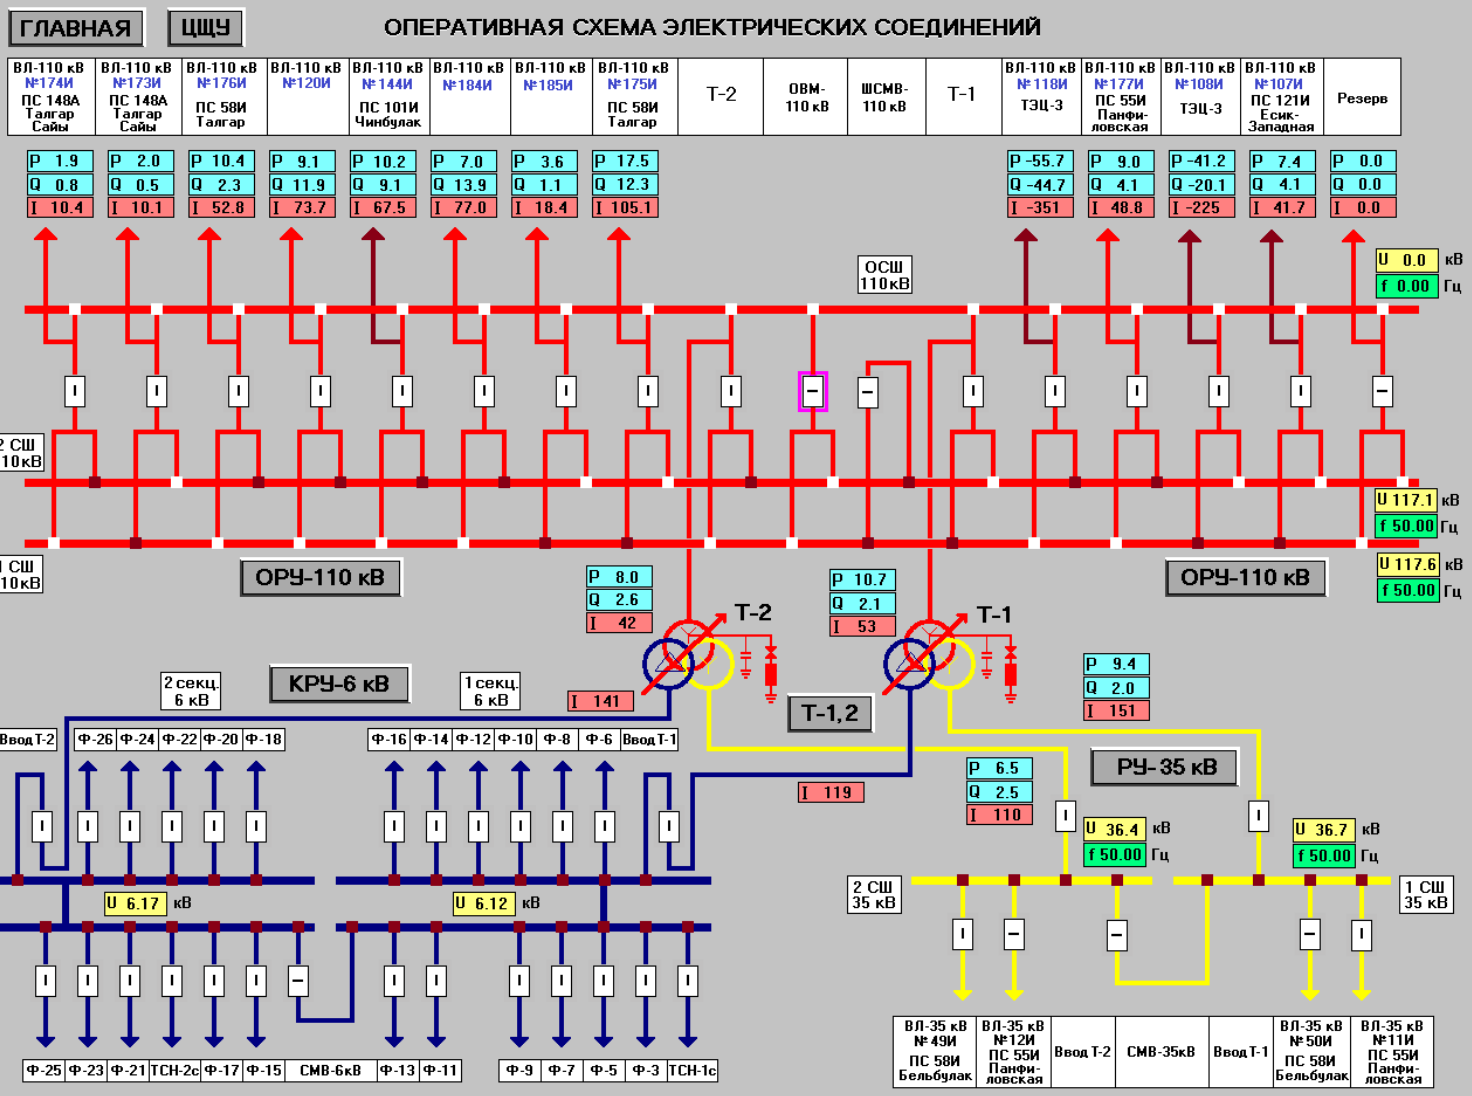 ГЛАВНАЯ
ЦЩУ
ОПЕРАТИВНАЯ СХЕМА ЭЛЕКТРИЧЕСКИХ СОЕДИНЕНИЙ
ВЛ-110 кВ
№174И
ПС 148А
Талгар
Сайы
ВЛ-110 кВ
№173И
ПС 148А
Талгар
Сайы
ВЛ-110 кВ
№176И
ПС 58И
Талгар
ВЛ-110 кВ
№120И
ВЛ-110 кВ
№144И
ПС 101И
Чинбулак
ВЛ-110 кВ
№184И
ВЛ-110 кВ
№185И
ВЛ-110 кВ
№175И
ПС 58И
Талгар
Т-2
ОВМ-
110 кВ
ШСМВ-
110 кВ
Т-1
ВЛ-110 кВ
№118И
ТЭЦ-3
ВЛ-110 кВ
№177И
ПС 55И
Панфи-
ловская
ВЛ-110 кВ
№108И
ТЭЦ-3
ВЛ-110 кВ
№107И
ПС 121И
Есик-
Западная
Резерв
P 1.9
Q 0.8
I 10.4
P 2.0
Q 0.5
I 10.1
P 10.4
Q 2.3
I 52.8
P 9.1
Q 11.9
I 73.7
P 10.2
Q 9.1
I 67.5
P 7.0
Q 13.9
I 77.0
P 3.6
Q 1.1
I 18.4
P 17.5
Q 12.3
I 105.1
P -55.7
Q -44.7
I -351
P 9.0
Q 4.1
I 48.8
P -41.2
Q -20.1
I -225
P 7.4
Q 4.1
I 41.7
P 0.0
Q 0.0
I 0.0
ОСШ
110кВ
U 0.0 кВ
f 0.00 Гц
2 СШ
10кВ
U 117.1 кВ
f 50.00 Гц
1 СШ
10кВ
U 117.6 кВ
f 50.00 Гц
ОРУ-110 кВ
ОРУ-110 кВ
P 8.0
Q 2.6
I 42
Т-2
P 10.7
Q 2.1
I 53
Т-1
2 секц.
6 кВ
КРУ-6 кВ
1 секц.
6 кВ
I 141
Т-1,2
P 9.4
Q 2.0
I 151
Ввод Т-2
Ф-26
Ф-24
Ф-22
Ф-20
Ф-18
Ф-16
Ф-14
Ф-12
Ф-10
Ф-8
Ф-6
Ввод Т-1
I 119
P 6.5
Q 2.5
I 110
РУ-35 кВ
U 36.4 кВ
f 50.00 Гц
U 36.7 кВ
f 50.00 Гц
U 6.17 кВ
U 6.12 кВ
2 СШ
35 кВ
1 СШ
35 кВ
Ф-25
Ф-23
Ф-21
ТСН-2с
Ф-17
Ф-15
СМВ-6кВ
Ф-13
Ф-11
Ф-9
Ф-7
Ф-5
Ф-3
ТСН-1с
ВЛ-35 кВ
№ 49И
ПС 58И
Бельбулак
ВЛ-35 кВ
№12И
ПС 55И
Панфи-
ловская
Ввод Т-2
СМВ-35кВ
Ввод Т-1
ВЛ-35 кВ
№ 50И
ПС 58И
Бельбулак
ВЛ-35 кВ
№11И
ПС 55И
Панфи-
ловская